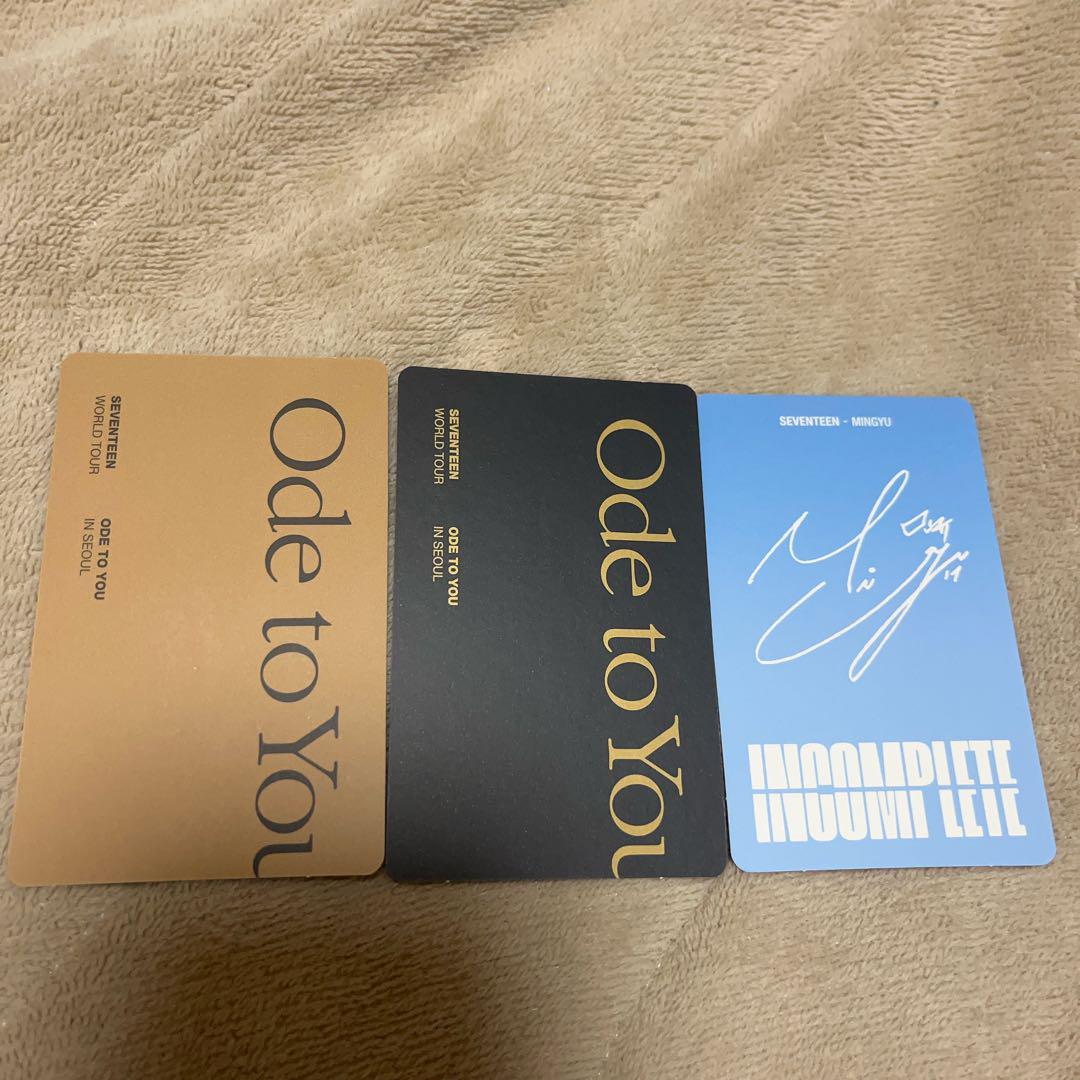 SEVENTEEN
WORLD TOUR
ODE TO YOU
IN SEOUL
Ode to You
SEVENTEEN
WORLD TOUR
ODE TO YOU
IN SEOUL
Ode to You
SEVENTEEN - MINGYU
INCOMPLETE